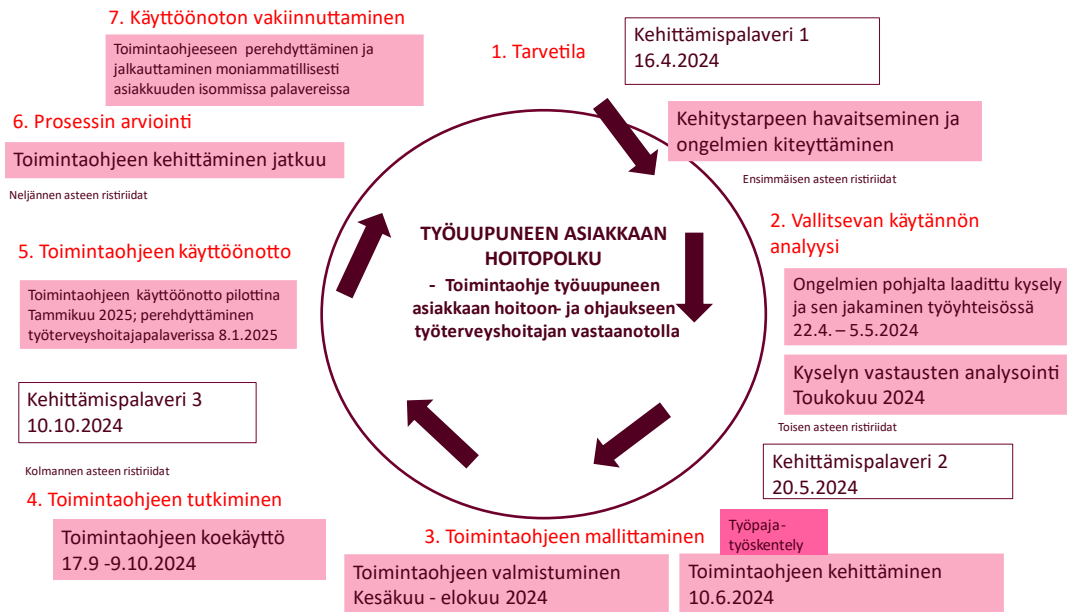 7. Käyttöönoton vakiinnuttaminen
Toimintaohjeeseen perehdyttäminen ja
jalkauttaminen moniammatillisesti
asiakkuuden isommissa palavereissa
1. Tarvetila
Kehittämispalaveri 1
16.4.2024
Kehitystarpeen havaitseminen ja
ongelmien kiteyttäminen
Ensimmäisen asteen ristiriidat
2. Vallitsevan käytännön
analyysi
Ongelmien pohjalta laadittu kysely
ja sen jakaminen työyhteisössä
22.4. – 5.5.2024
Kyselyn vastausten analysointi
Toukokuu 2024
Toisen asteen ristiriidat
Kehittämispalaveri 2
20.5.2024
Työpaja-
työskentely
3. Toimintaohjeen mallittaminen
Toimintaohjeen kehittäminen
10.6.2024
Toimintaohjeen valmistuminen
Kesäkuu - elokuu 2024
4. Toimintaohjeen tutkiminen
Toimintaohjeen koekäyttö
17.9 -9.10.2024
Kolmannen asteen ristiriidat
Kehittämispalaveri 3
10.10.2024
5. Toimintaohjeen käyttöönotto
Toimintaohjeen käyttöönotto pilottina
Tammikuu 2025; perehdyttäminen
työterveyshoitajapalaverissa 8.1.2025
6. Prosessin arviointi
Toimintaohjeen kehittäminen jatkuu
Neljännen asteen ristiriidat
TYÖUUPUNEEN ASIAKKAAN
HOITOPOLKU
- Toimintaohje työuupuneen
asiakkaan hoitoon- ja ohjaukseen
työterveyshoitajan vastaanotolla